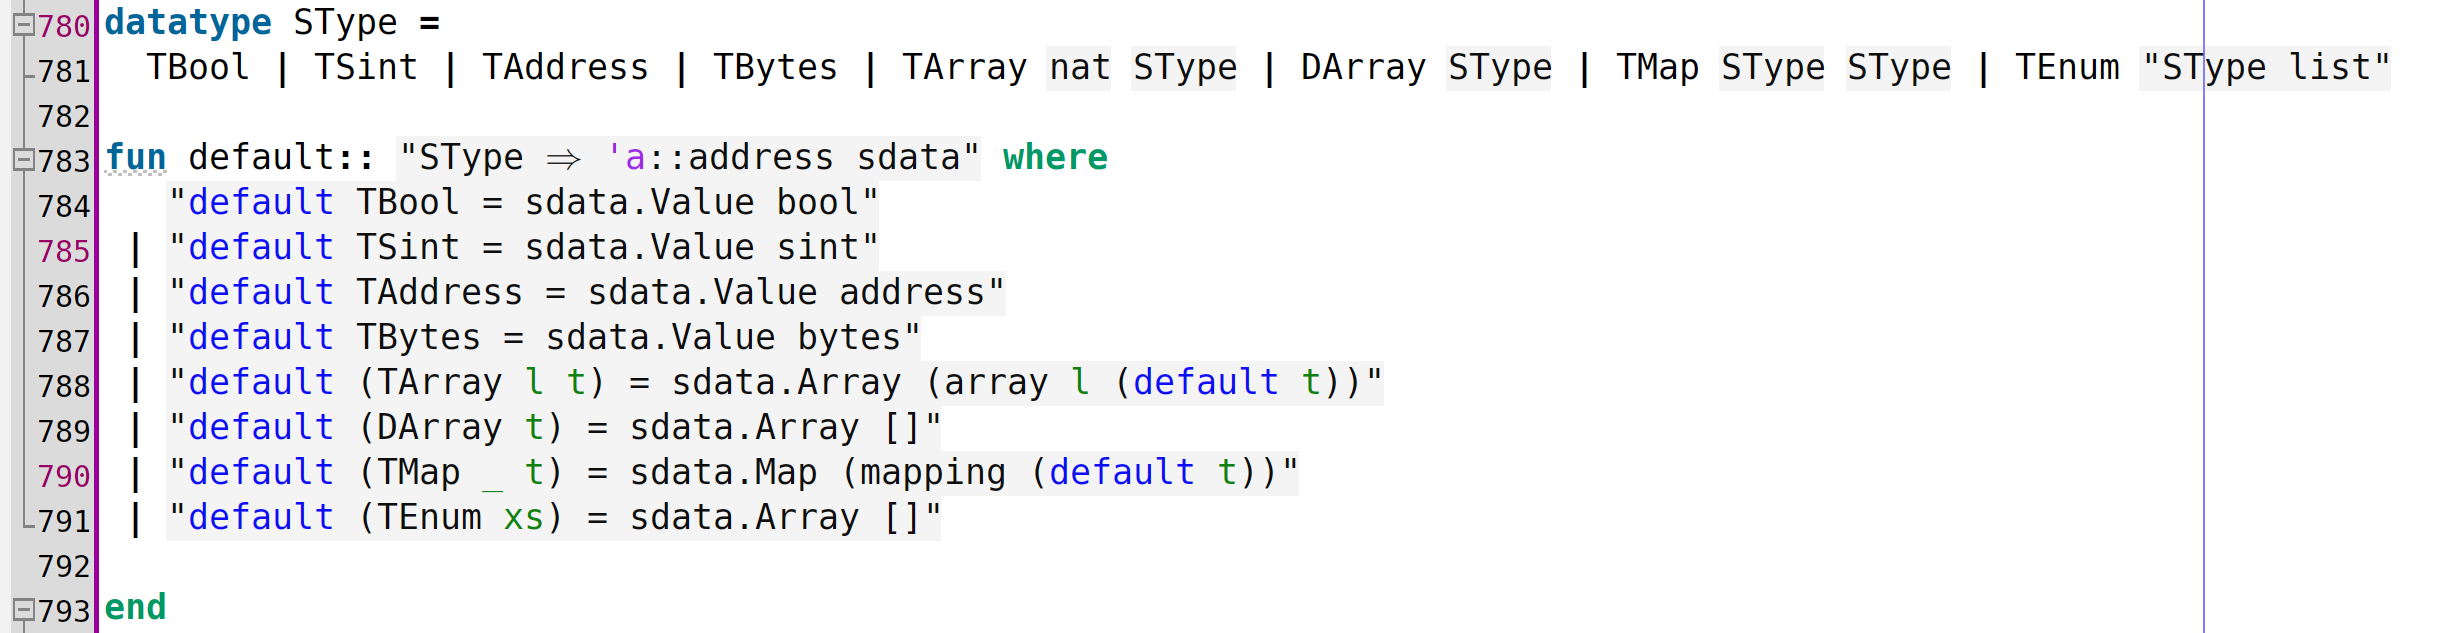 780 datatype SType =
781 TBool | TSint | TAddress | TBytes | TArray nat SType | DArray SType | TMap SType SType | TEnum "SType list"
782
783 fun default:: "SType ⇒ 'a::address sdata" where
784 "default TBool = sdata.Value bool"
785 | "default TSint = sdata.Value sint"
786 | "default TAddress = sdata.Value address"
787 | "default TBytes = sdata.Value bytes"
788 | "default (TArray l t) = sdata.Array (array l (default t))"
789 | "default (DArray t) = sdata.Array []"
790 | "default (TMap _ t) = sdata.Map (mapping (default t))"
791 | "default (TEnum xs) = sdata.Array []"
792
793 end